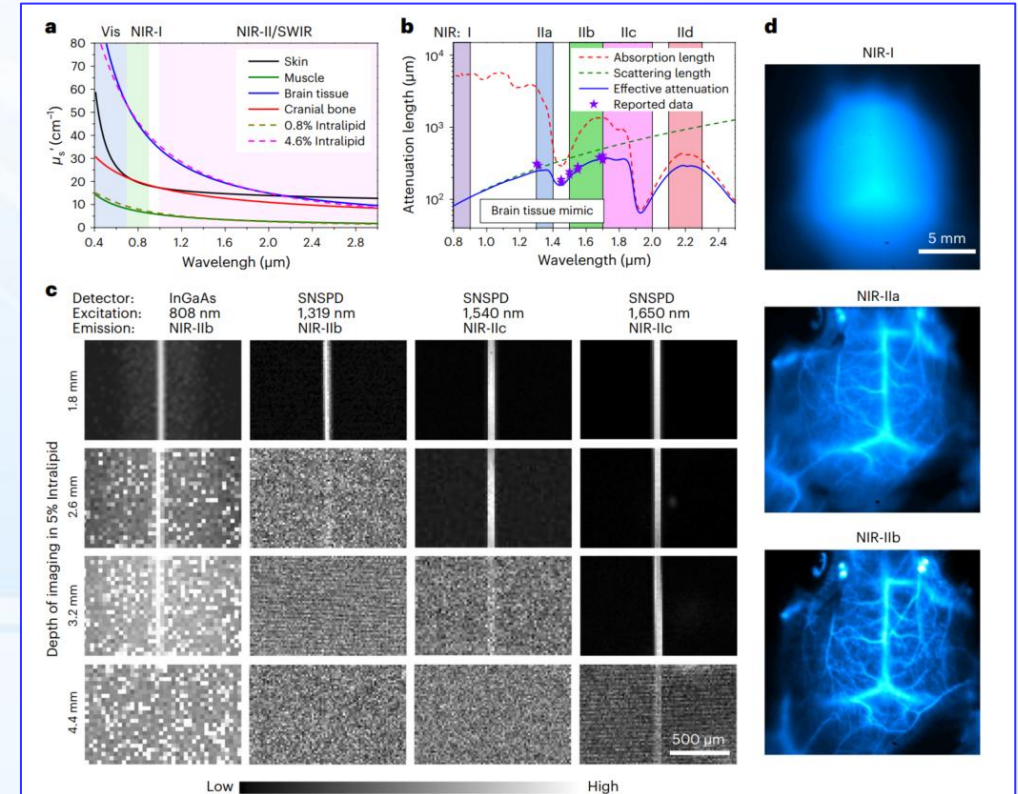 a
Vis NIR-I NIR-II/SWIR
80
70
60
50
40
30
20
10
0
μs′ (cm−1)
Skin
Muscle
Brain tissue
Cranial bone
0.8% Intralipid
4.6% Intralipid
0.4 0.8 1.2 1.6 2.0 2.4 2.8
Wavelengh (μm)
b
NIR: I IIa IIb IIc IId
10^4
10^3
10^2
Attenuation length (μm)
Absorption length
Scattering length
Effective attenuation
Reported data
Brain tissue mimic
0.8 1.0 1.2 1.4 1.6 1.8 2.0 2.2 2.4
Wavelength (μm)
c
Detector: InGaAs SNSPD SNSPD SNSPD
Excitation: 808 nm 1,319 nm 1,540 nm 1,650 nm
Emission: NIR-IIb NIR-IIb NIR-IIc NIR-IIc
Depth of imaging in 5% Intralipid
1.8 mm
2.6 mm
3.2 mm
4.4 mm
500 μm
Low High
d
NIR-I
5 mm
NIR-IIa
NIR-IIb